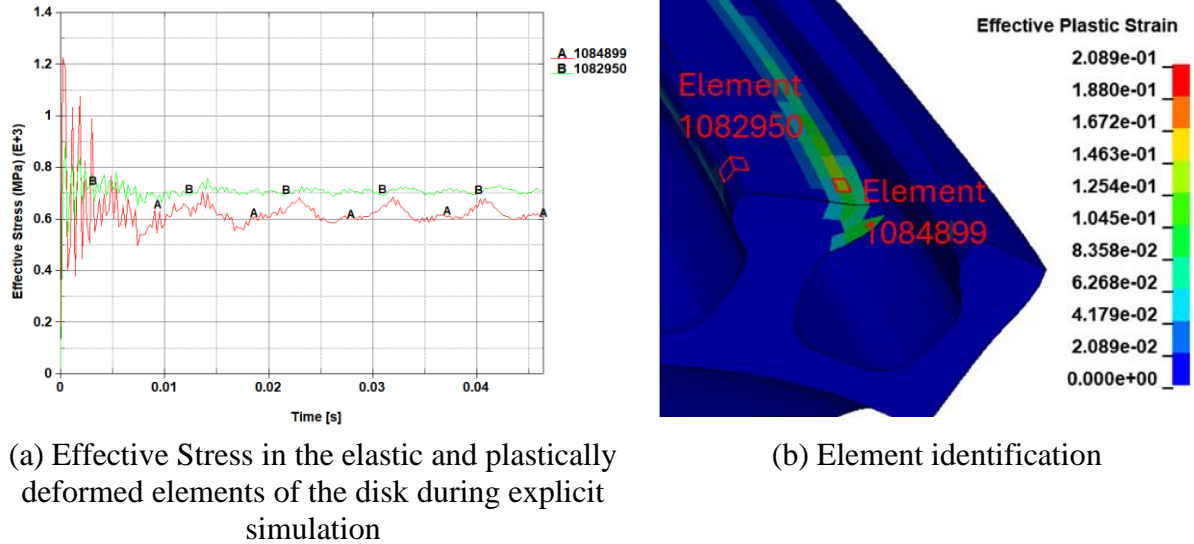 1.4
1.2
1
0.8
0.6
0.4
0.2
0
Effective Stress (MPa) (E+3)
0
0.01
0.02
0.03
0.04
Time [s]
A 1084899
B 1082950
B
B
B
B
B
A
A
A
A
A
Element
1082950
Element
1084899
Effective Plastic Strain
2.089e-01
1.880e-01
1.672e-01
1.463e-01
1.254e-01
1.045e-01
8.358e-02
6.268e-02
4.179e-02
2.089e-02
0.000e+00
(a) Effective Stress in the elastic and plastically
deformed elements of the disk during explicit
simulation
(b) Element identification